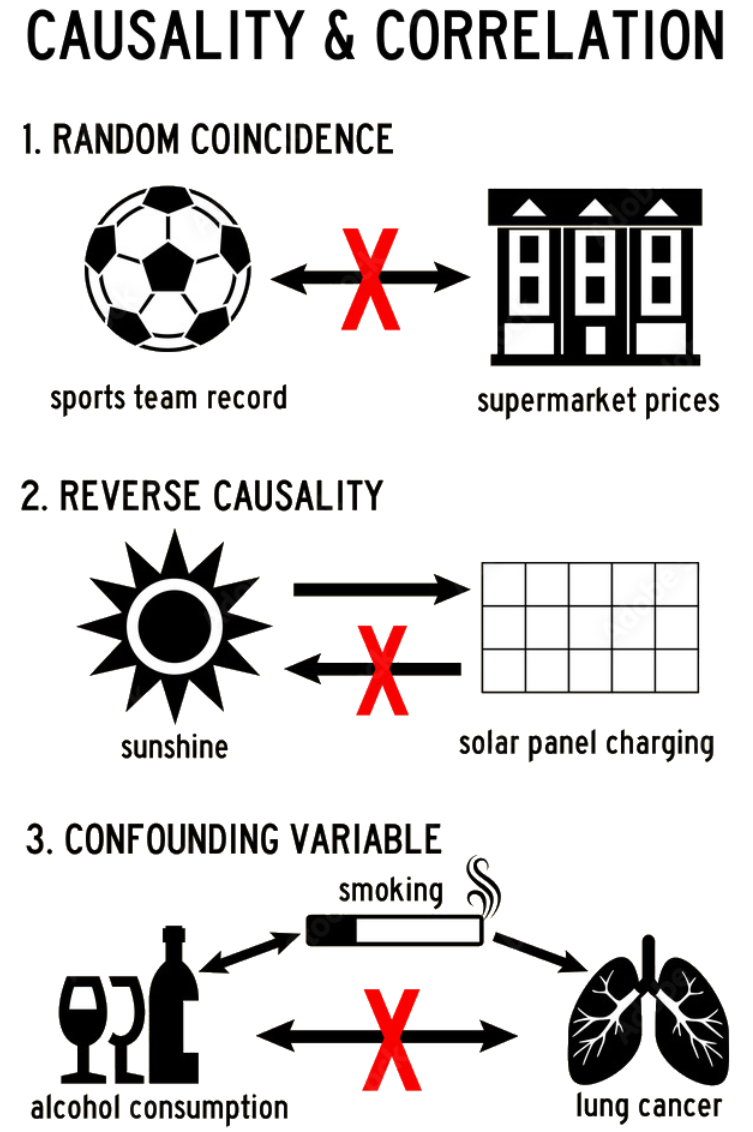 CAUSALITY & CORRELATION
1. RANDOM COINCIDENCE
sports team record
supermarket prices
2. REVERSE CAUSALITY
sunshine
solar panel charging
3. CONFOUNDING VARIABLE
smoking
alcohol consumption
lung cancer